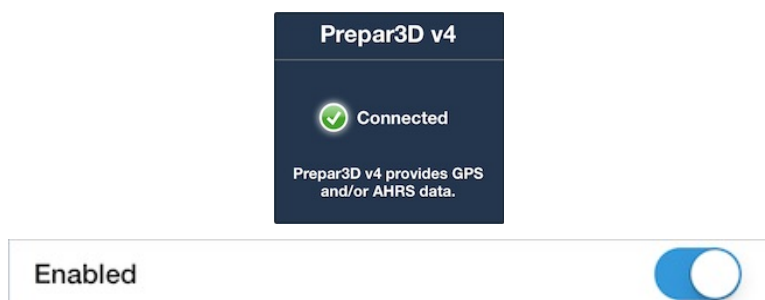 Prepar3D v4
Connected
Prepar3D v4 provides GPS
and/or AHRS data.
Enabled